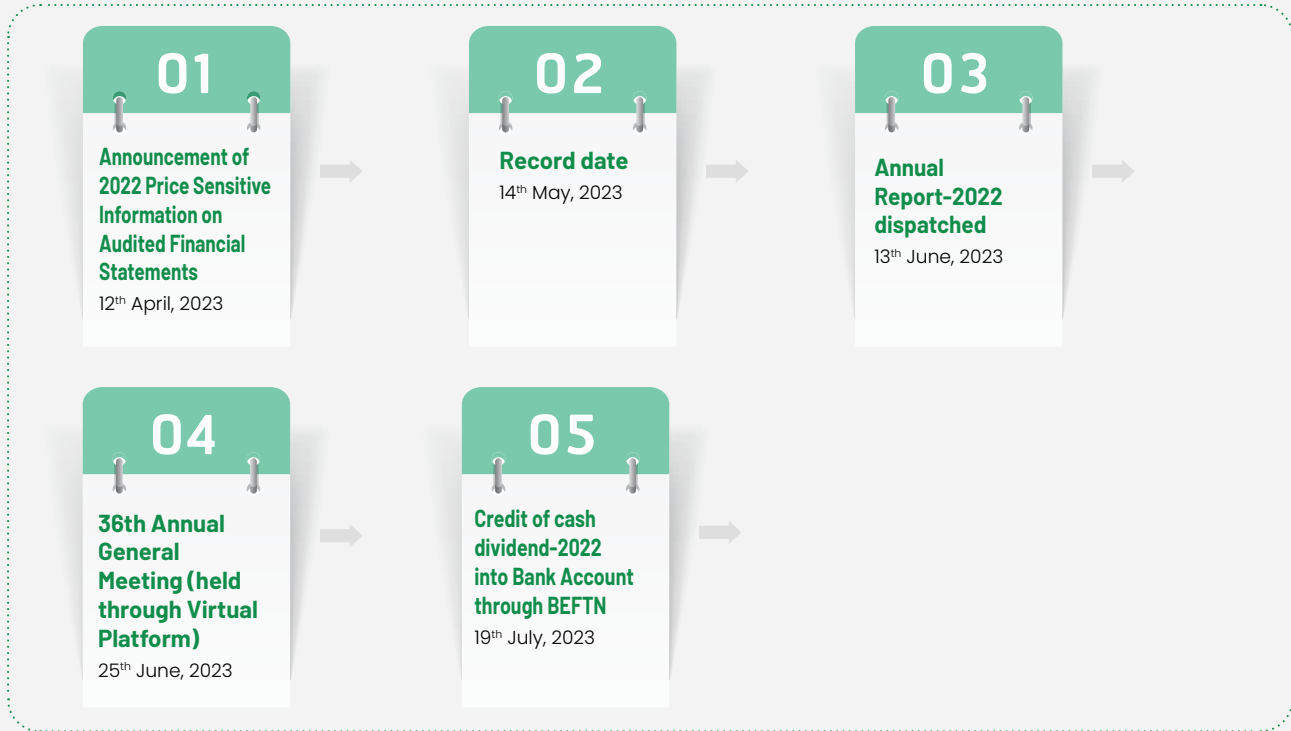 01
Announcement of
2022 Price Sensitive
Information on
Audited Financial
Statements
12th April, 2023
02
Record date
14th May, 2023
03
Annual
Report-2022
dispatched
13th June, 2023
04
36th Annual
General
Meeting (held
through Virtual
Platform)
25th June, 2023
05
Credit of cash
dividend-2022
into Bank Account
through BEFTN
19th July, 2023